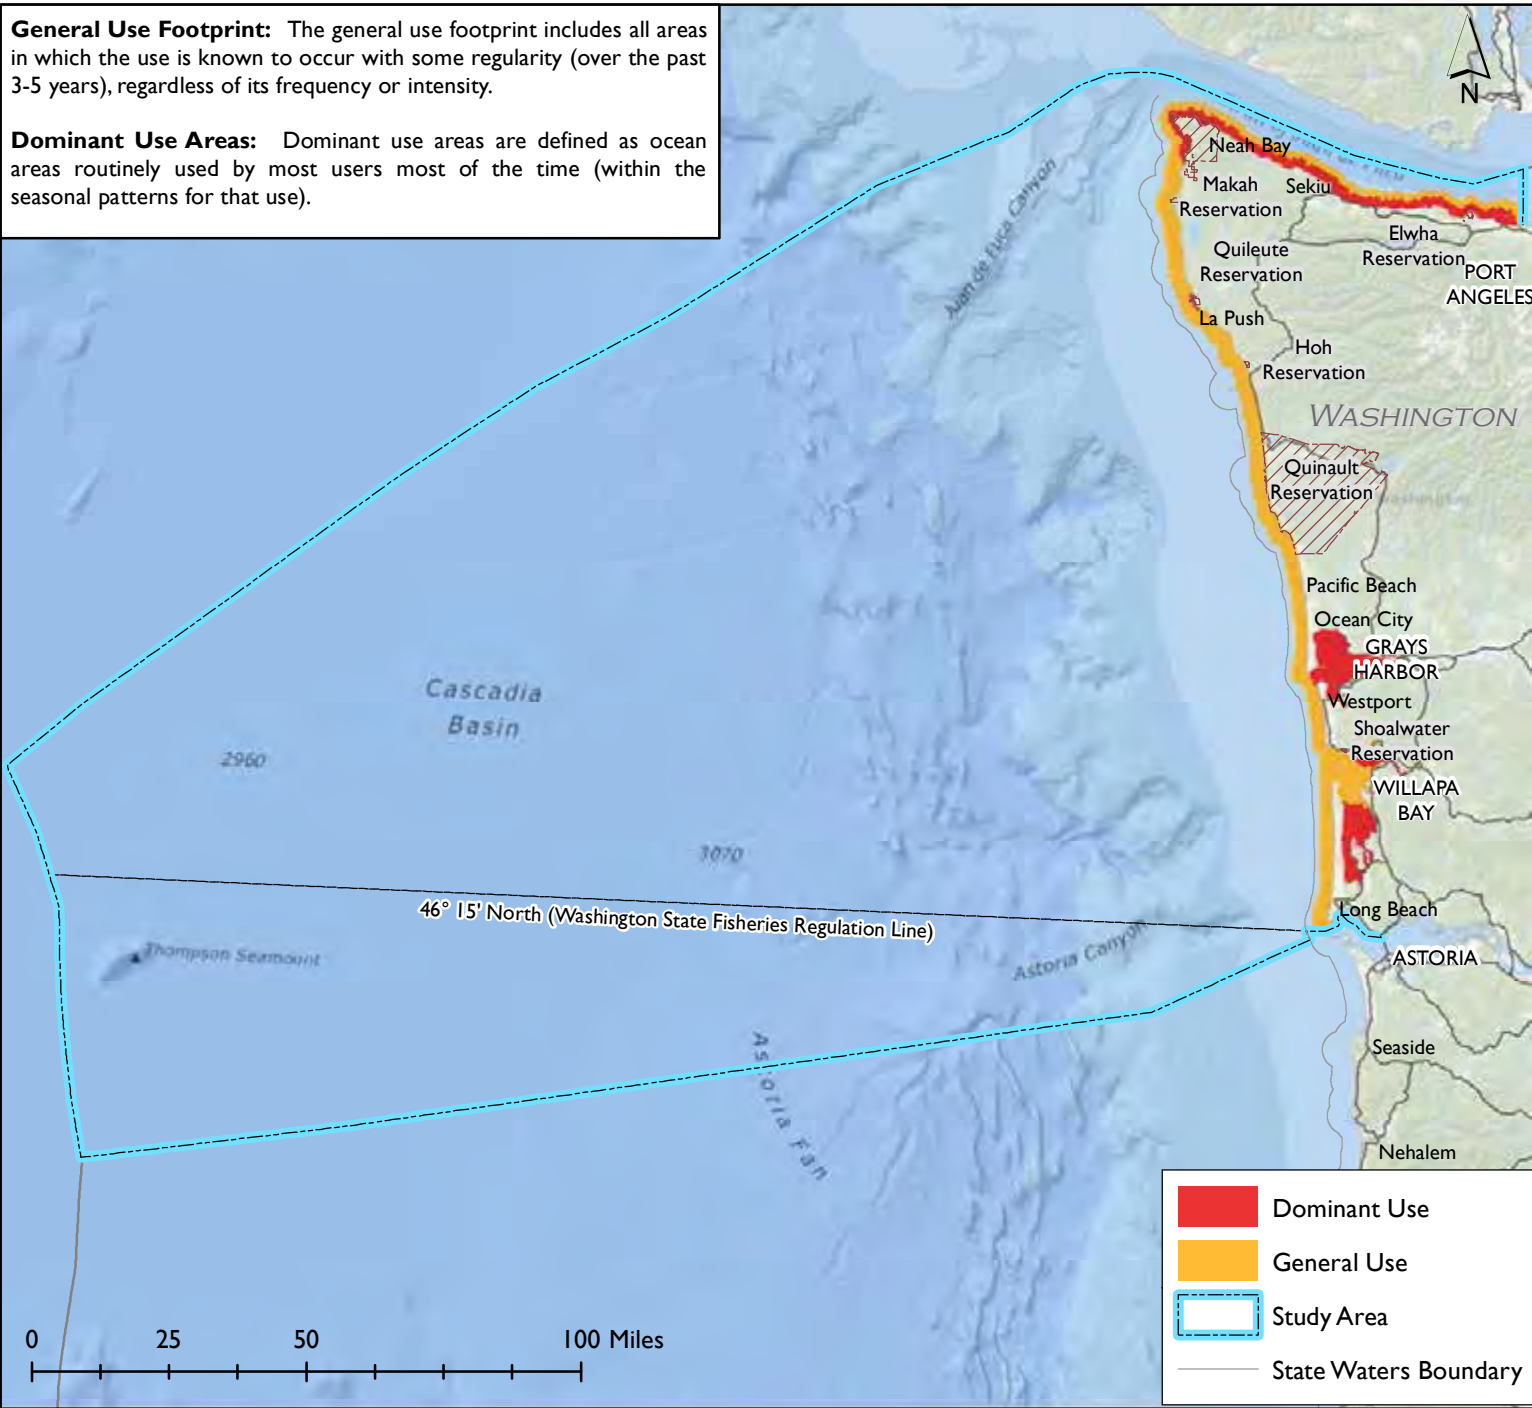 General Use Footprint: The general use footprint includes all areas
in which the use is known to occur with some regularity (over the past
3-5 years), regardless of its frequency or intensity.
Dominant Use Areas: Dominant use areas are defined as ocean
areas routinely used by most users most of the time (within the
seasonal patterns for that use).
N
Juan de Fuca Canyon
Neah Bay
Makah
Reservation
Sekiu
Elwha
Reservation
PORT
ANGELES
Quileute
Reservation
La Push
Hoh
Reservation
WASHINGTON
Quinault
Reservation
Washington
Pacific Beach
Ocean City
GRAYS
HARBOR
Westport
Shoalwater
Reservation
WILLAPA
BAY
Cascadia
Basin
2960
3070
46° 15' North (Washington State Fisheries Regulation Line)
Long Beach
Thompson Seamount
Astoria Canyon
ASTORIA
Astoria Fan
Seaside
Nehalem
Dominant Use
General Use
Study Area
State Waters Boundary
0 25 50 100 Miles